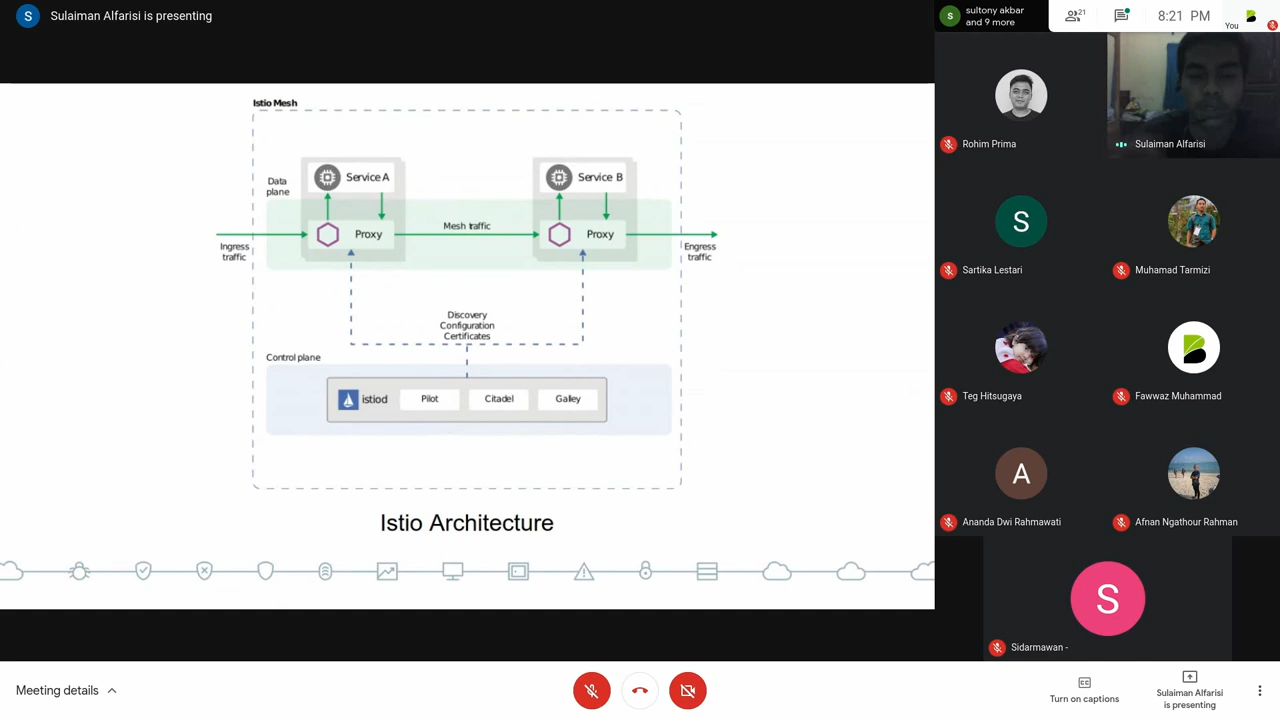 S
Sulaiman Alfarisi is presenting
S
sultony akbar
and 9 more
21
8:21 PM
You
Istio Mesh
Data
plane
Service A
Service B
Proxy
Mesh traffic
Proxy
Ingress
traffic
Engress
traffic
Discovery
Configuration
Certificates
Control plane
istiod
Pilot
Citadel
Galley
Istio Architecture
Rohim Prima
Sulaiman Alfarisi
S
Sartika Lestari
Muhamad Tarmizi
Teg Hitsugaya
Fawwaz Muhammad
A
Ananda Dwi Rahmawati
Afnan Ngathour Rahman
S
Sidarmawan -
Meeting details
CC
Turn on captions
Sulaiman Alfarisi
is presenting